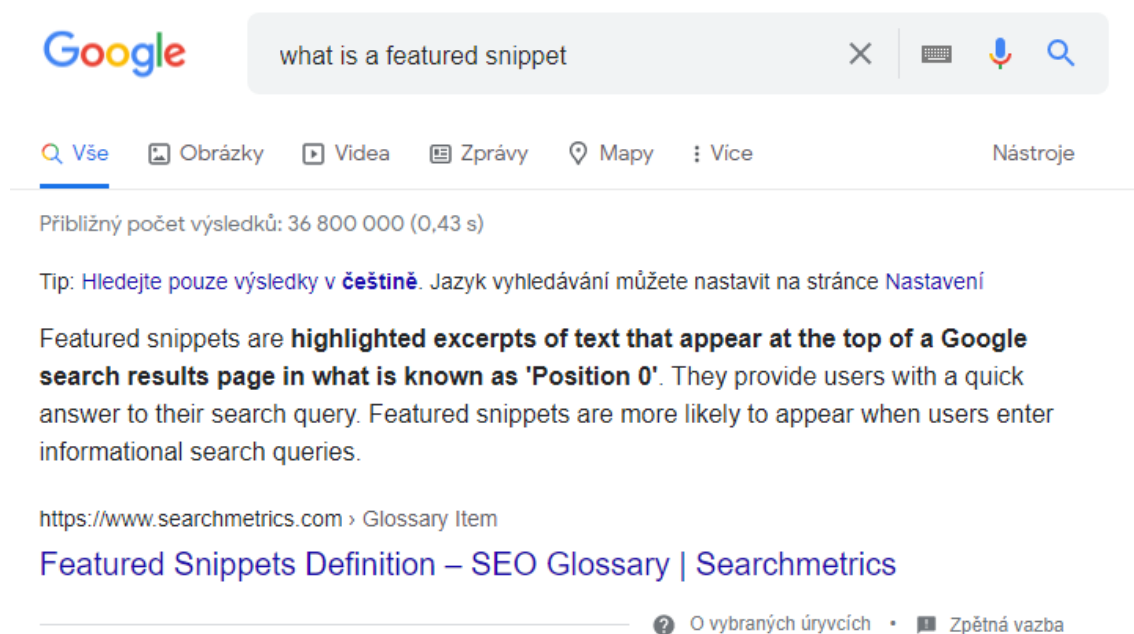 Google
what is a featured snippet
Vše Obrázky Videa Zprávy Mapy Více Nástroje
Přibližný počet výsledků: 36 800 000 (0,43 s)
Tip: Hledejte pouze výsledky v češtině. Jazyk vyhledávání můžete nastavit na stránce Nastavení
Featured snippets are highlighted excerpts of text that appear at the top of a Google
search results page in what is known as 'Position 0'. They provide users with a quick
answer to their search query. Featured snippets are more likely to appear when users enter
informational search queries.
https://www.searchmetrics.com › Glossary Item
Featured Snippets Definition – SEO Glossary | Searchmetrics
O vybraných úryvcích • Zpětná vazba